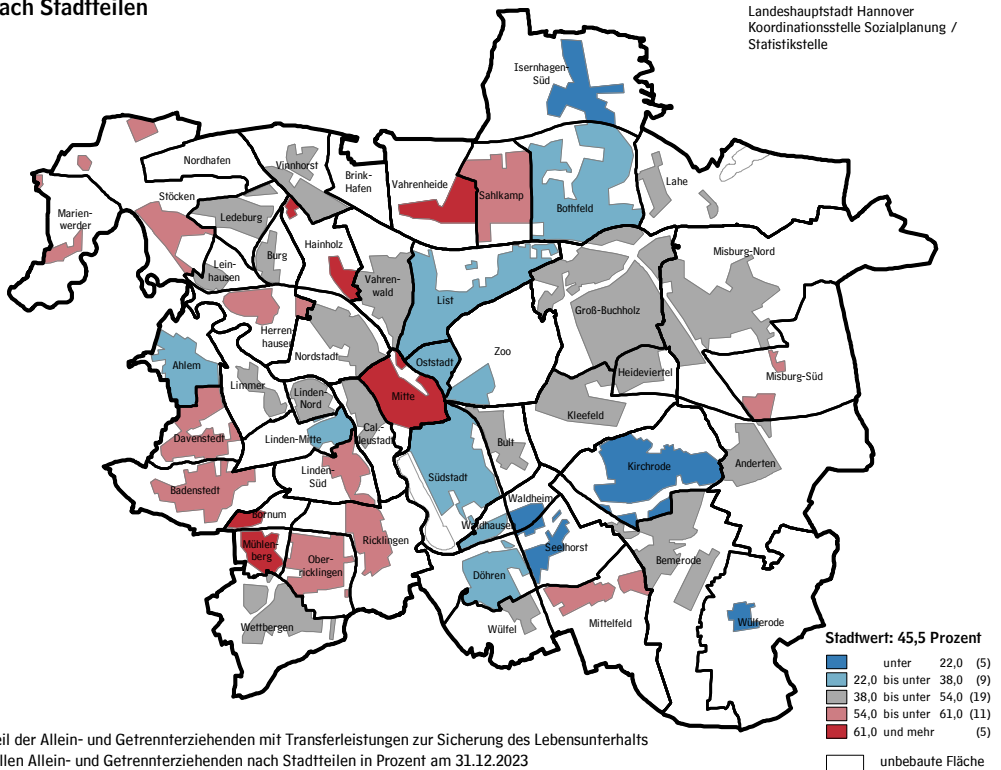 ach Stadtteilen
Landeshauptstadt Hannover
Koordinationsstelle Sozialplanung /
Statistikstelle
Isernhagen-
Süd
Nordhafen
Vinnhorst
Brink-
Hafen
Vahrenheide
Sahlkamp
Bothfeld
Lahe
Stöcken
Marien-
werder
Ledeburg
Burg
Lein-
hausen
Hainholz
Vahren-
wald
List
Misburg-Nord
Groß-Buchholz
Herren-
hausen
Nordstadt
Zoo
Oststadt
Ahlem
Limmer
Linden-
Nord
Mitte
Heideviertel
Misburg-Süd
Kleefeld
Davenstedt
Linden-Mitte
Cal.-
Neustadt
Bult
Kirchrode
Anderten
Badenstedt
Linden-
Süd
Südstadt
Waldheim
Bornum
Waldhausen
Seelhorst
Mühlen-
berg
Ober-
ricklingen
Ricklingen
Bemerode
Döhren
Wettbergen
Wülfel
Mittelfeld
Wülferode
Stadtwert: 45,5 Prozent
unter 22,0 (5)
22,0 bis unter 38,0 (9)
38,0 bis unter 54,0 (19)
54,0 bis unter 61,0 (11)
61,0 und mehr (5)
unbebaute Fläche
eil der Allein- und Getrennterziehenden mit Transferleistungen zur Sicherung des Lebensunterhalts
llen Allein- und Getrennterziehenden nach Stadtteilen in Prozent am 31.12.2023